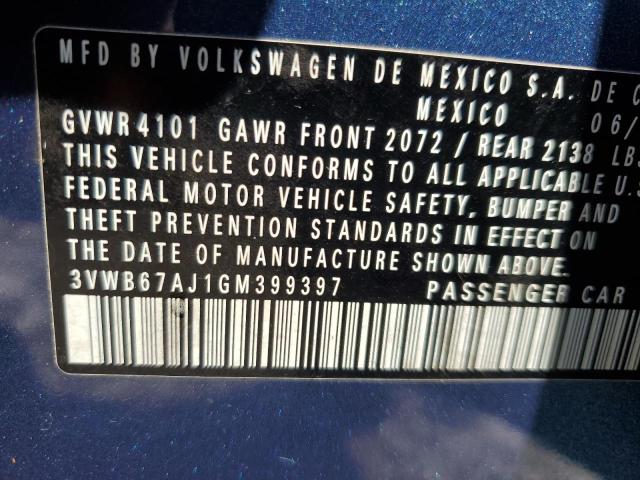 MFD BY VOLKSWAGEN DE MEXICO S.A. DE C
MEXICO 06/
GVWR 4101 GAWR FRONT 2072 / REAR 2138 LB
THIS VEHICLE CONFORMS TO ALL APPLICABLE U.S
FEDERAL MOTOR VEHICLE SAFETY, BUMPER AND
THEFT PREVENTION STANDARDS IN EFFECT ON
THE DATE OF MANUFACTURE SHOWN ABOVE.
3VWB67AJ1GM399397 PASSENGER CAR